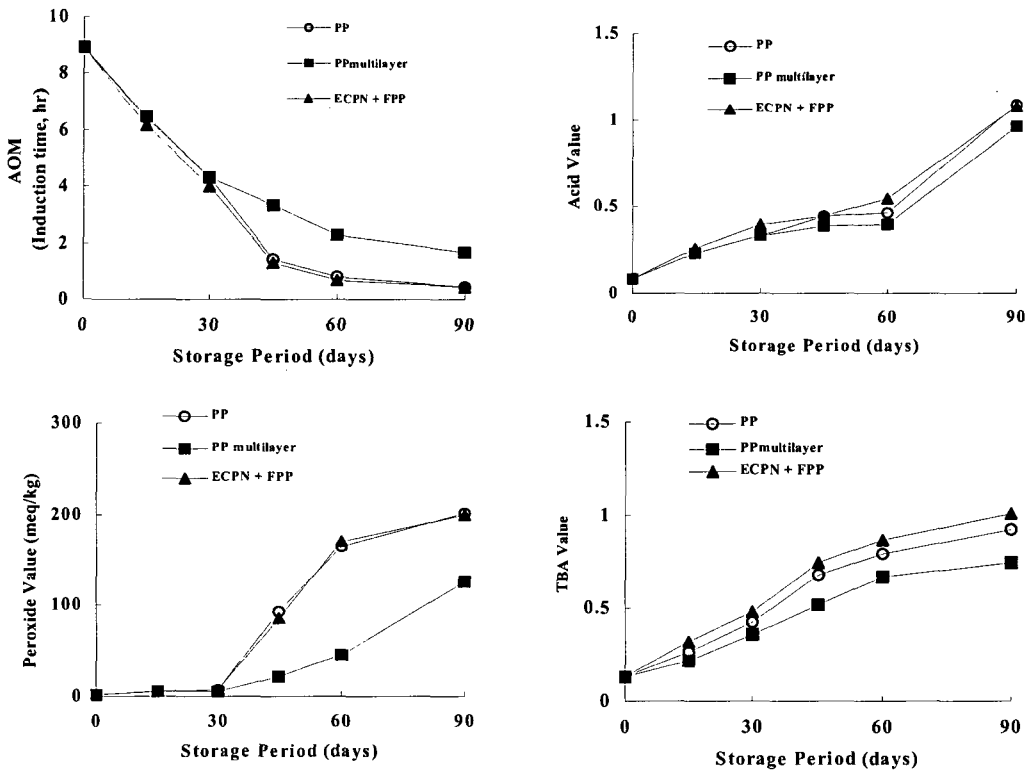 10
8
6
4
2
0
AOM
(Induction time, hr)
PP
PPmultilayer
ECPN + FPP
0 30 60 90
Storage Period (days)
1.5
1
0.5
0
Acid Value
PP
PP multilayer
ECPN + FPP
0 30 60 90
Storage Period (days)
300
200
100
0
Peroxide Value (meq/kg)
PP
PP multilayer
ECPN + FPP
0 30 60 90
Storage Period (days)
1.5
1
0.5
0
TBA Value
PP
PPmultilayer
ECPN + FPP
0 30 60 90
Storage Period (days)